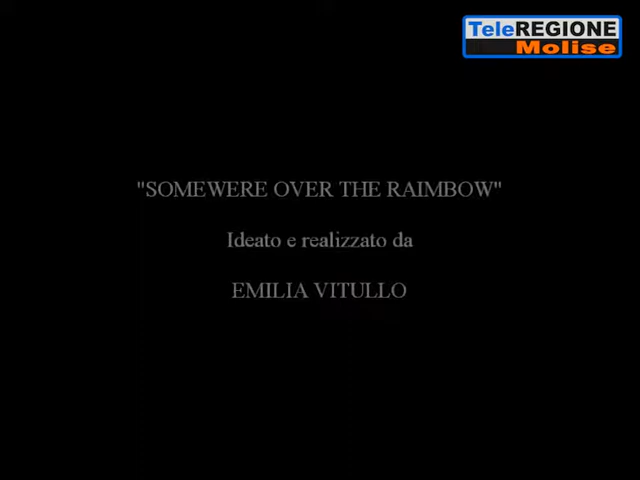 TeleREGIONE
Molise
"SOMEWERE OVER THE RAIMBOW"
Ideato e realizzato da
EMILIA VITULLO